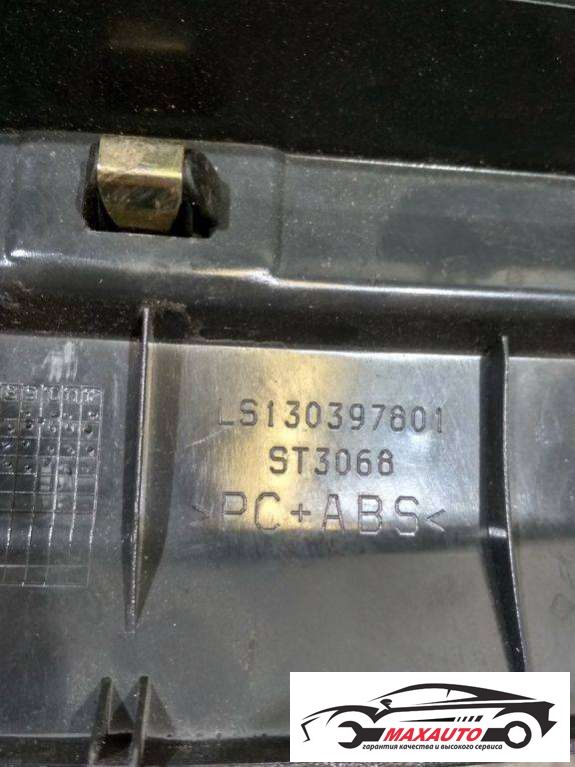 LS130397801
ST3068
>PC+ABS<
MAXAUTO
гарантия качества и высокого сервиса